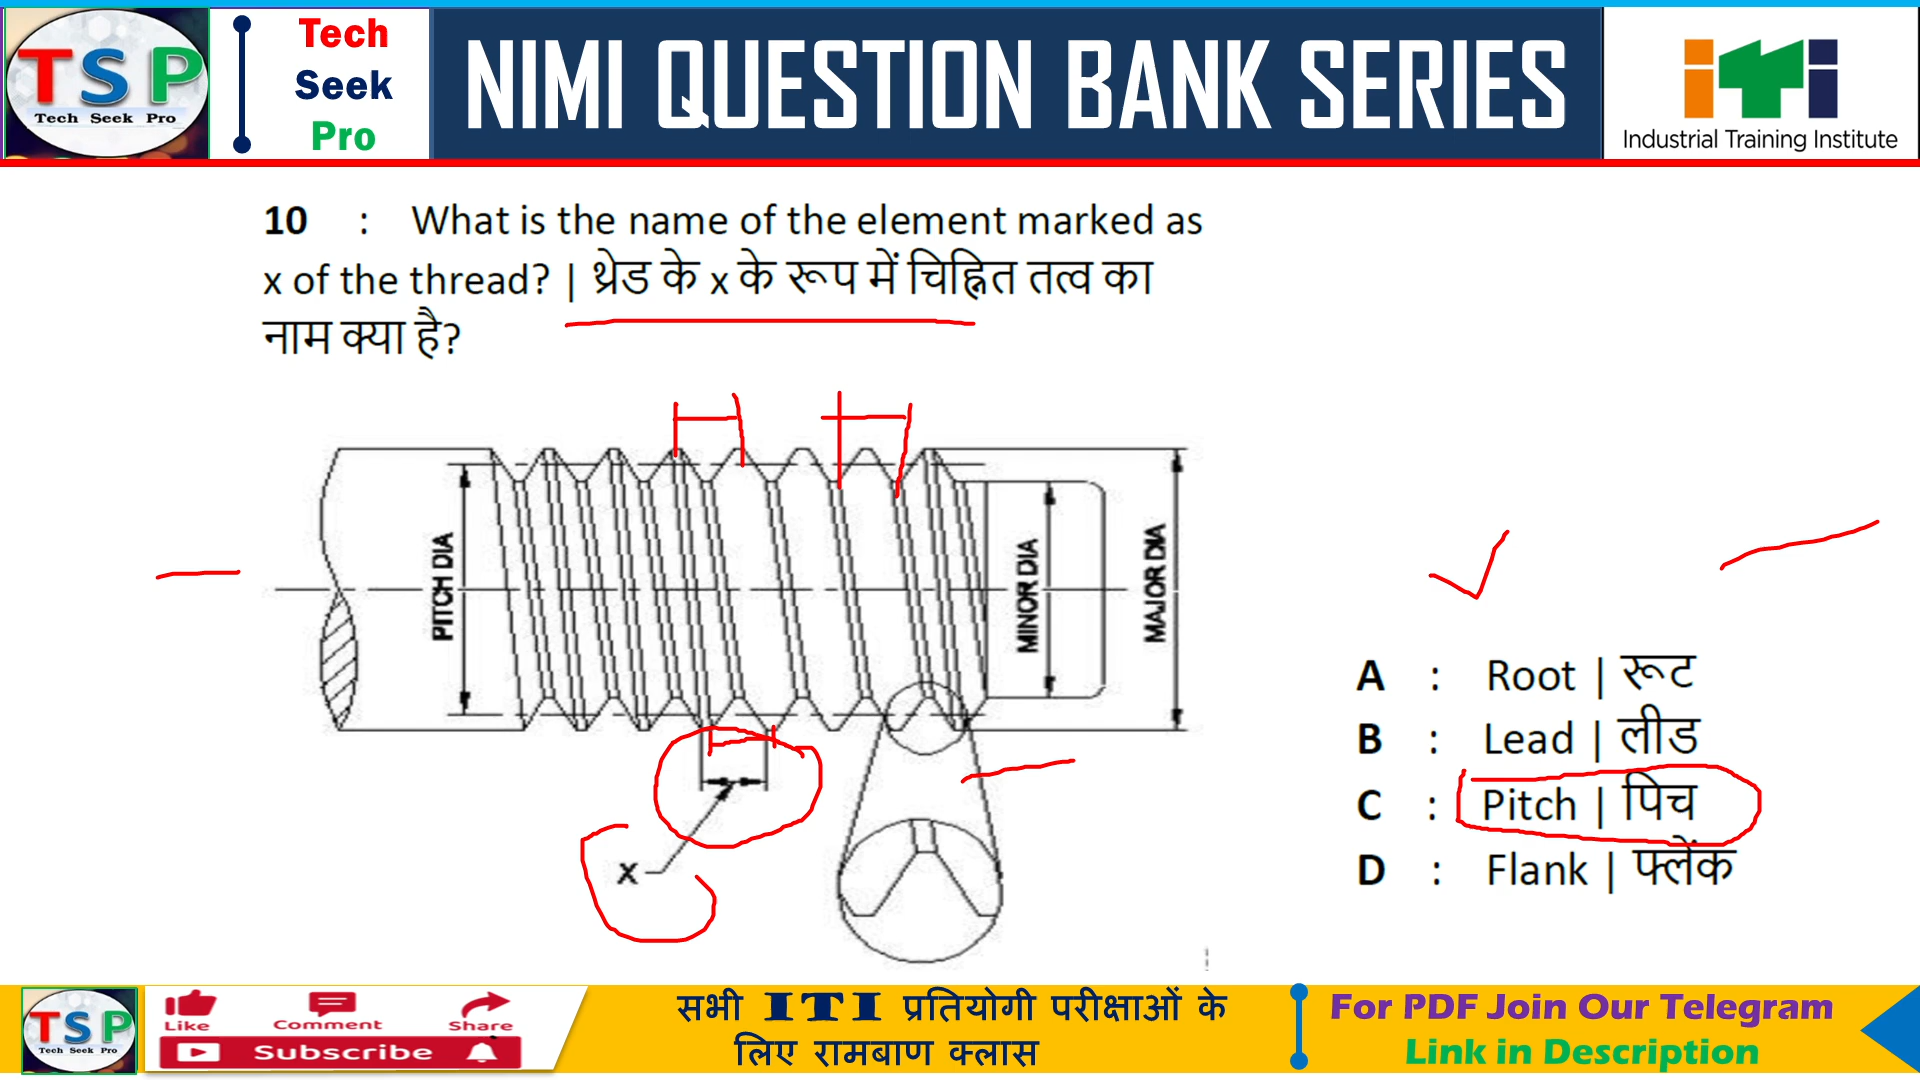 TSP
Tech Seek Pro
Tech
Seek
Pro
NIMI QUESTION BANK SERIES
iTi
Industrial Training Institute
10 : What is the name of the element marked as
x of the thread? | थ्रेड के x के रूप में चिह्नित तत्व का
नाम क्या है?
PITCH DIA
MINOR DIA
MAJOR DIA
X
A : Root | रूट
B : Lead | लीड
C : Pitch | पिच
D : Flank | फ्लेंक
TSP
Tech Seek Pro
Like
Comment
Share
Subscribe
सभी ITI प्रतियोगी परीक्षाओं के
लिए रामबाण क्लास
For PDF Join Our Telegram
Link in Description